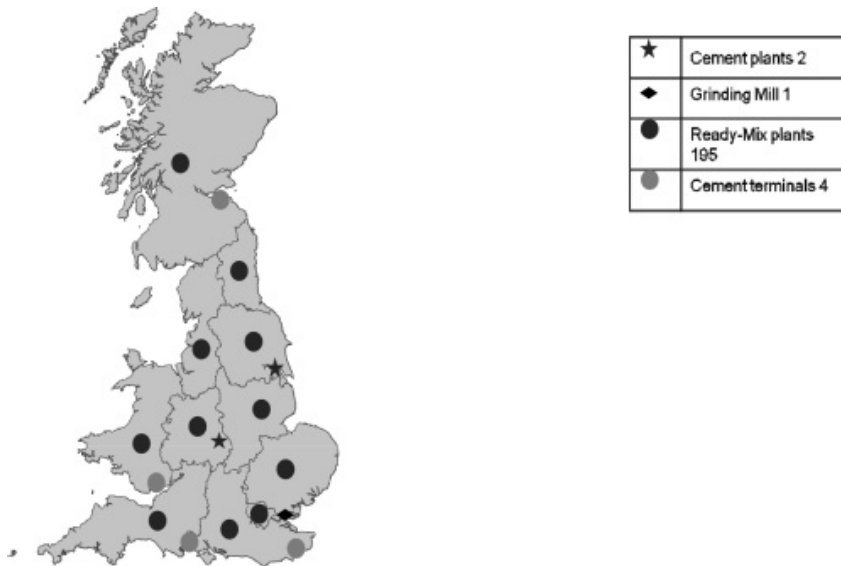 Cement plants 2
Grinding Mill 1
Ready-Mix plants
195
Cement terminals 4